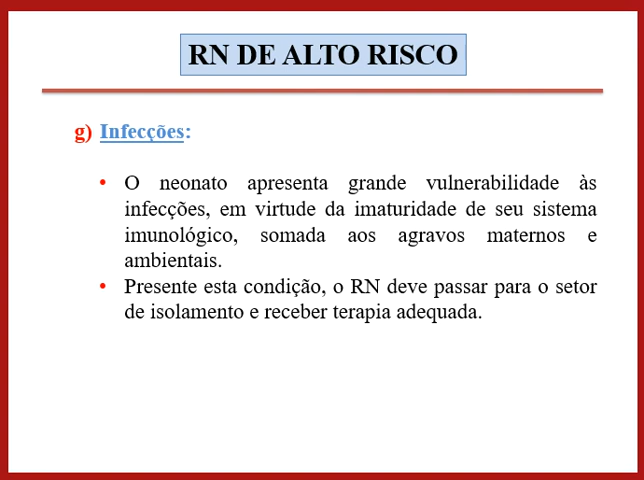 RN DE ALTO RISCO
g) Infecções:
• O neonato apresenta grande vulnerabilidade às
infecções, em virtude da imaturidade de seu sistema
imunológico, somada aos agravos maternos e
ambientais.
• Presente esta condição, o RN deve passar para o setor
de isolamento e receber terapia adequada.